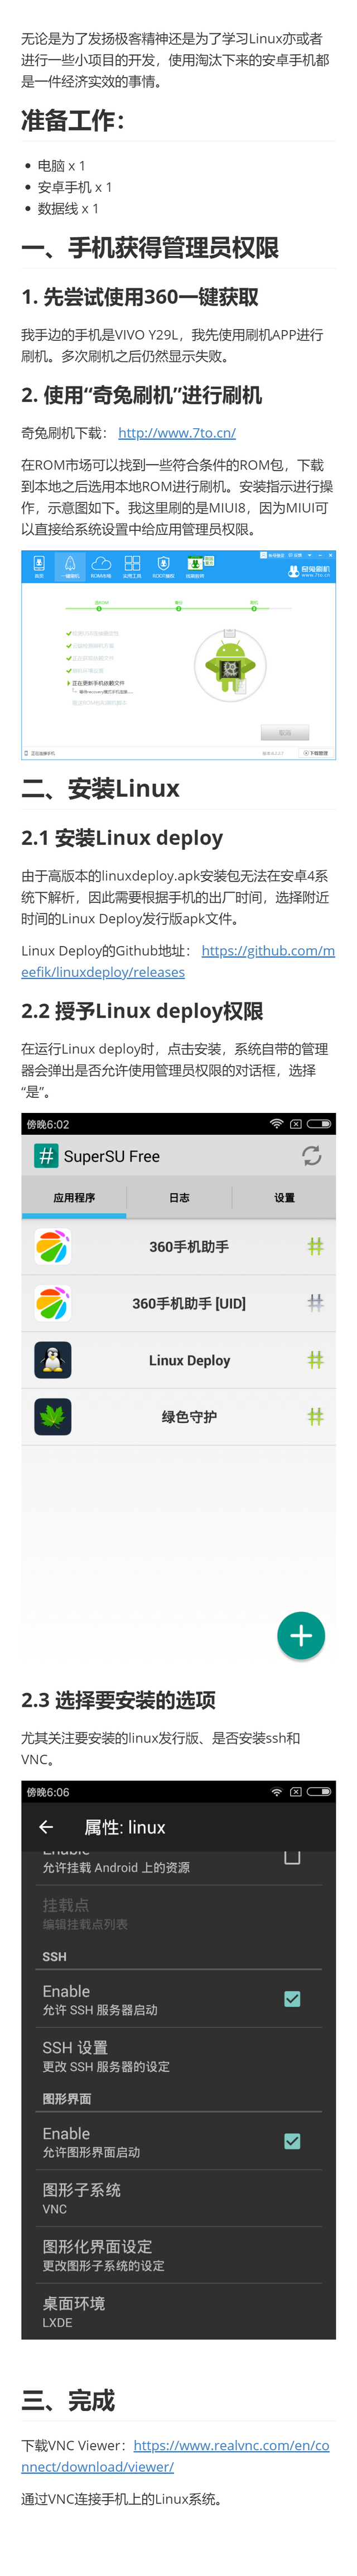 无论是为了发扬极客精神还是为了学习Linux亦或者
进行一些小项目的开发，使用淘汰下来的安卓手机都
是一件经济实效的事情。
准备工作：
电脑 x 1
安卓手机 x 1
数据线 x 1
一、手机获得管理员权限
1. 先尝试使用360一键获取
我手边的手机是VIVO Y29L，我先使用刷机APP进行
刷机。多次刷机之后仍然显示失败。
2. 使用“奇兔刷机”进行刷机
奇兔刷机下载： http://www.7to.cn/
在ROM市场可以找到一些符合条件的ROM包，下载
到本地之后选用本地ROM进行刷机。安装指示进行操
作，示意图如下。我这里刷的是MIUI8，因为MIUI可
以直接给系统设置中给应用管理员权限。
首页 一键刷机 ROM市场 实用工具 ROOT授权
奇兔刷机
www.7to.cn
正在更新手机依赖文件
取消
下载管理
二、安装Linux
2.1 安装Linux deploy
由于高版本的linuxdeploy.apk安装包无法在安卓4系
统下解析，因此需要根据手机的出厂时间，选择附近
时间的Linux Deploy发行版apk文件。
Linux Deploy的Github地址： https://github.com/m
eefik/linuxdeploy/releases
2.2 授予Linux deploy权限
在运行Linux deploy时，点击安装，系统自带的管理
器会弹出是否允许使用管理员权限的对话框，选择
“是”。
傍晚6:02
# SuperSU Free
应用程序 日志 设置
360手机助手 #
360手机助手 [UID] #
Linux Deploy #
绿色守护 #
2.3 选择要安装的选项
尤其关注要安装的linux发行版、是否安装ssh和
VNC。
傍晚6:06
属性: linux
Enable
允许挂载 Android 上的资源
挂载点
编辑挂载点列表
SSH
Enable
允许 SSH 服务器启动
SSH 设置
更改 SSH 服务器的设定
图形界面
Enable
允许图形界面启动
图形子系统
VNC
图形化界面设定
更改图形子系统的设定
桌面环境
LXDE
三、完成
下载VNC Viewer：https://www.realvnc.com/en/co
nnect/download/viewer/
通过VNC连接手机上的Linux系统。